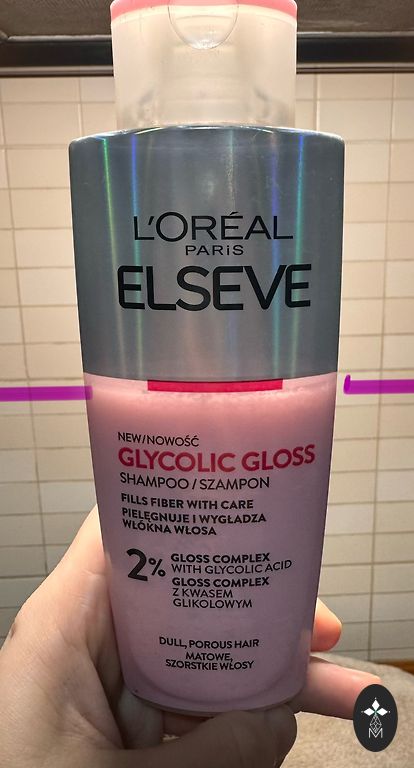 L'ORÉAL
PARIS
ELSEVE
NEW/NOWOŚĆ
GLYCOLIC GLOSS
SHAMPOO / SZAMPON
FILLS FIBER WITH CARE
PIELĘGNUJE I WYGŁADZA
WŁÓKNA WŁOSA
2% GLOSS COMPLEX
WITH GLYCOLIC ACID
GLOSS COMPLEX
Z KWASEM
GLIKOLOWYM
DULL, POROUS HAIR
MATOWE,
SZORSTKIE WŁOSY
M